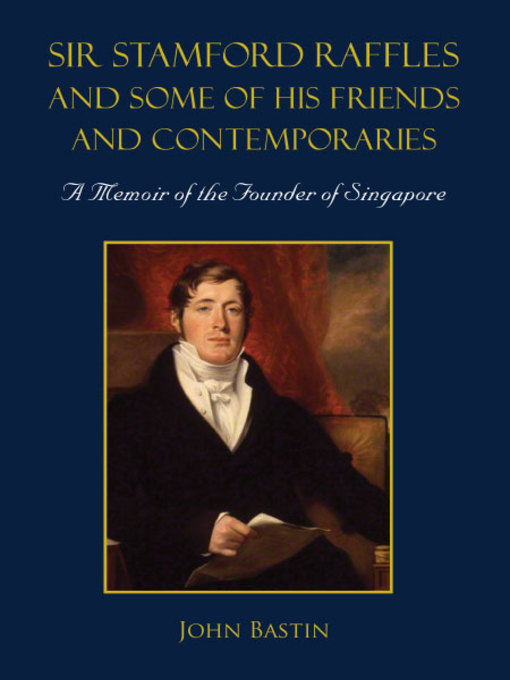 SIR STAMFORD RAFFLES
AND SOME OF HIS FRIENDS
AND CONTEMPORARIES
A Memoir of the Founder of Singapore
JOHN BASTIN